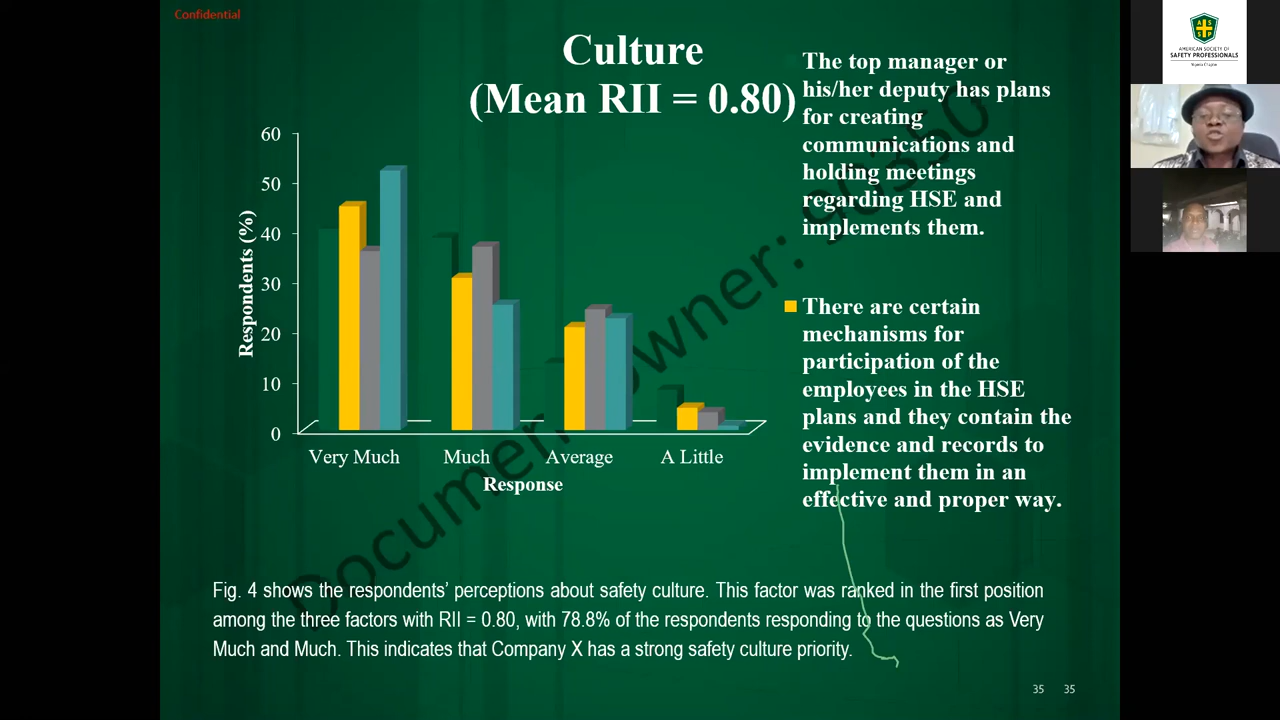 Confidential
Culture
(Mean RII = 0.80)
The top manager or
his/her deputy has plans
for creating
communications and
holding meetings
regarding HSE and
implements them.
There are certain
mechanisms for
participation of the
employees in the HSE
plans and they contain the
evidence and records to
implement them in an
effective and proper way.
Respondents (%)
60
50
40
30
20
10
0
Very Much Much Average A Little
Response
Document owner: 90350
Fig. 4 shows the respondents' perceptions about safety culture. This factor was ranked in the first position
among the three factors with RII = 0.80, with 78.8% of the respondents responding to the questions as Very
Much and Much. This indicates that Company X has a strong safety culture priority.
35 35
A S
S P
AMERICAN SOCIETY OF
SAFETY PROFESSIONALS
Nigeria Chapter